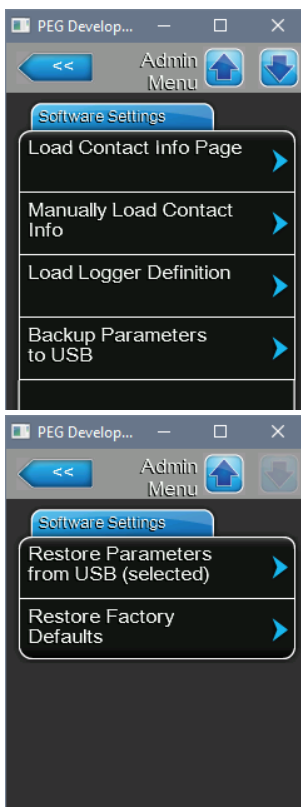 PEG Develop...
<<
Admin
Menu
Software Settings
Load Contact Info Page
Manually Load Contact
Info
Load Logger Definition
Backup Parameters
to USB
PEG Develop...
<<
Admin
Menu
Software Settings
Restore Parameters
from USB (selected)
Restore Factory
Defaults